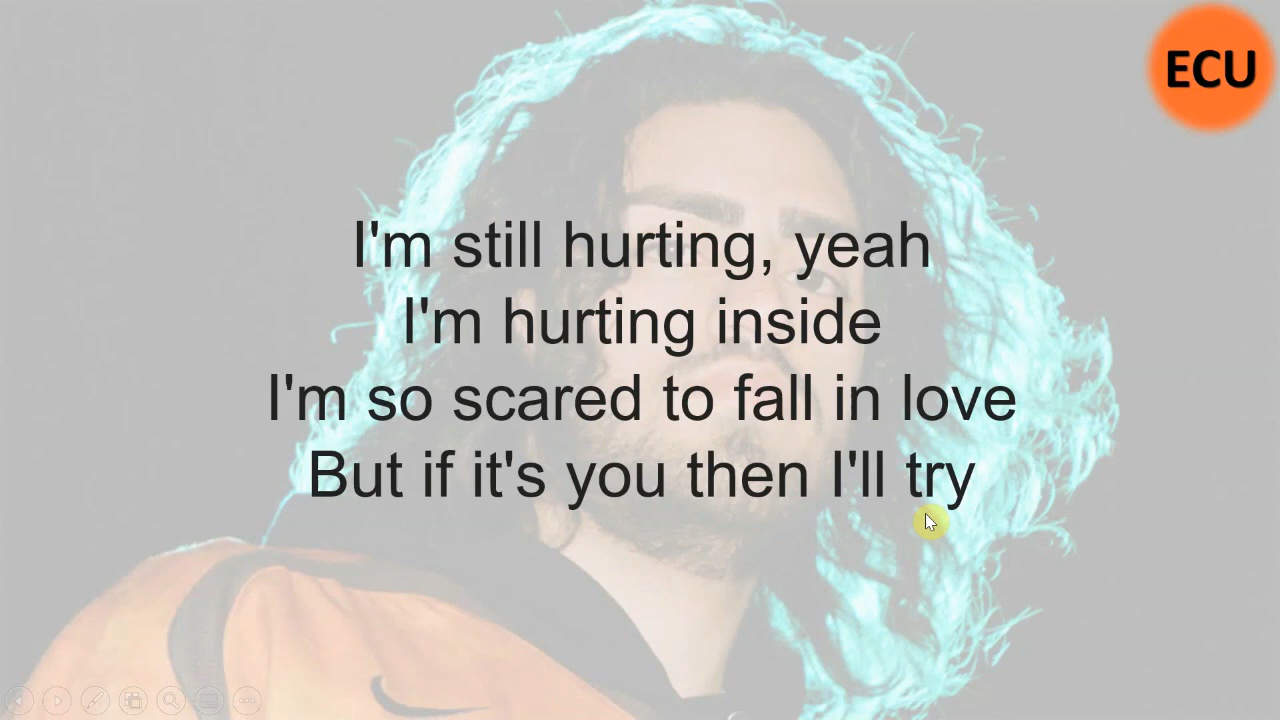 ECU
I'm still hurting, yeah
I'm hurting inside
I'm so scared to fall in love
But if it's you then I'll try